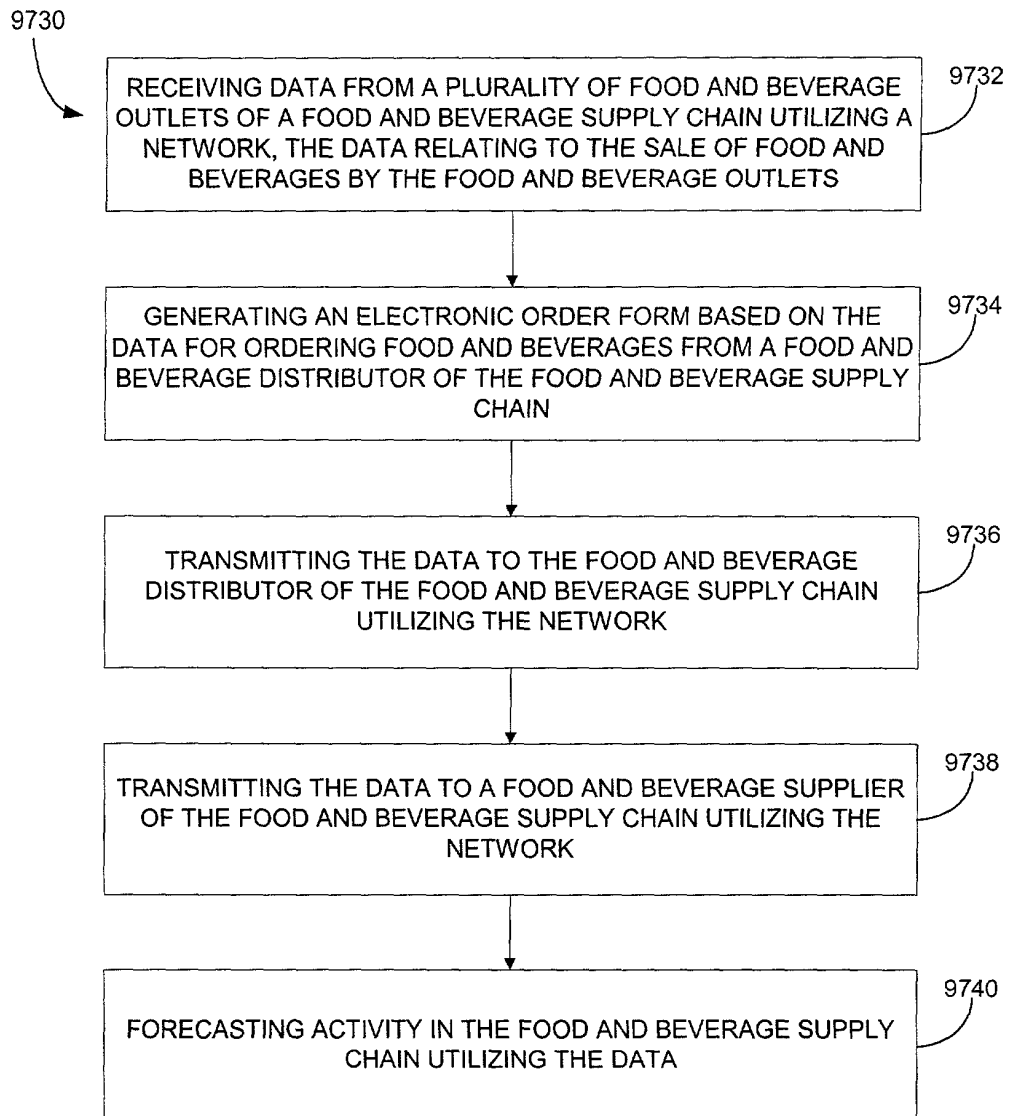 9730
RECEIVING DATA FROM A PLURALITY OF FOOD AND BEVERAGE
OUTLETS OF A FOOD AND BEVERAGE SUPPLY CHAIN UTILIZING A
NETWORK, THE DATA RELATING TO THE SALE OF FOOD AND
BEVERAGES BY THE FOOD AND BEVERAGE OUTLETS
9732
GENERATING AN ELECTRONIC ORDER FORM BASED ON THE
DATA FOR ORDERING FOOD AND BEVERAGES FROM A FOOD AND
BEVERAGE DISTRIBUTOR OF THE FOOD AND BEVERAGE SUPPLY
CHAIN
9734
TRANSMITTING THE DATA TO THE FOOD AND BEVERAGE
DISTRIBUTOR OF THE FOOD AND BEVERAGE SUPPLY CHAIN
UTILIZING THE NETWORK
9736
TRANSMITTING THE DATA TO A FOOD AND BEVERAGE SUPPLIER
OF THE FOOD AND BEVERAGE SUPPLY CHAIN UTILIZING THE
NETWORK
9738
FORECASTING ACTIVITY IN THE FOOD AND BEVERAGE SUPPLY
CHAIN UTILIZING THE DATA
9740